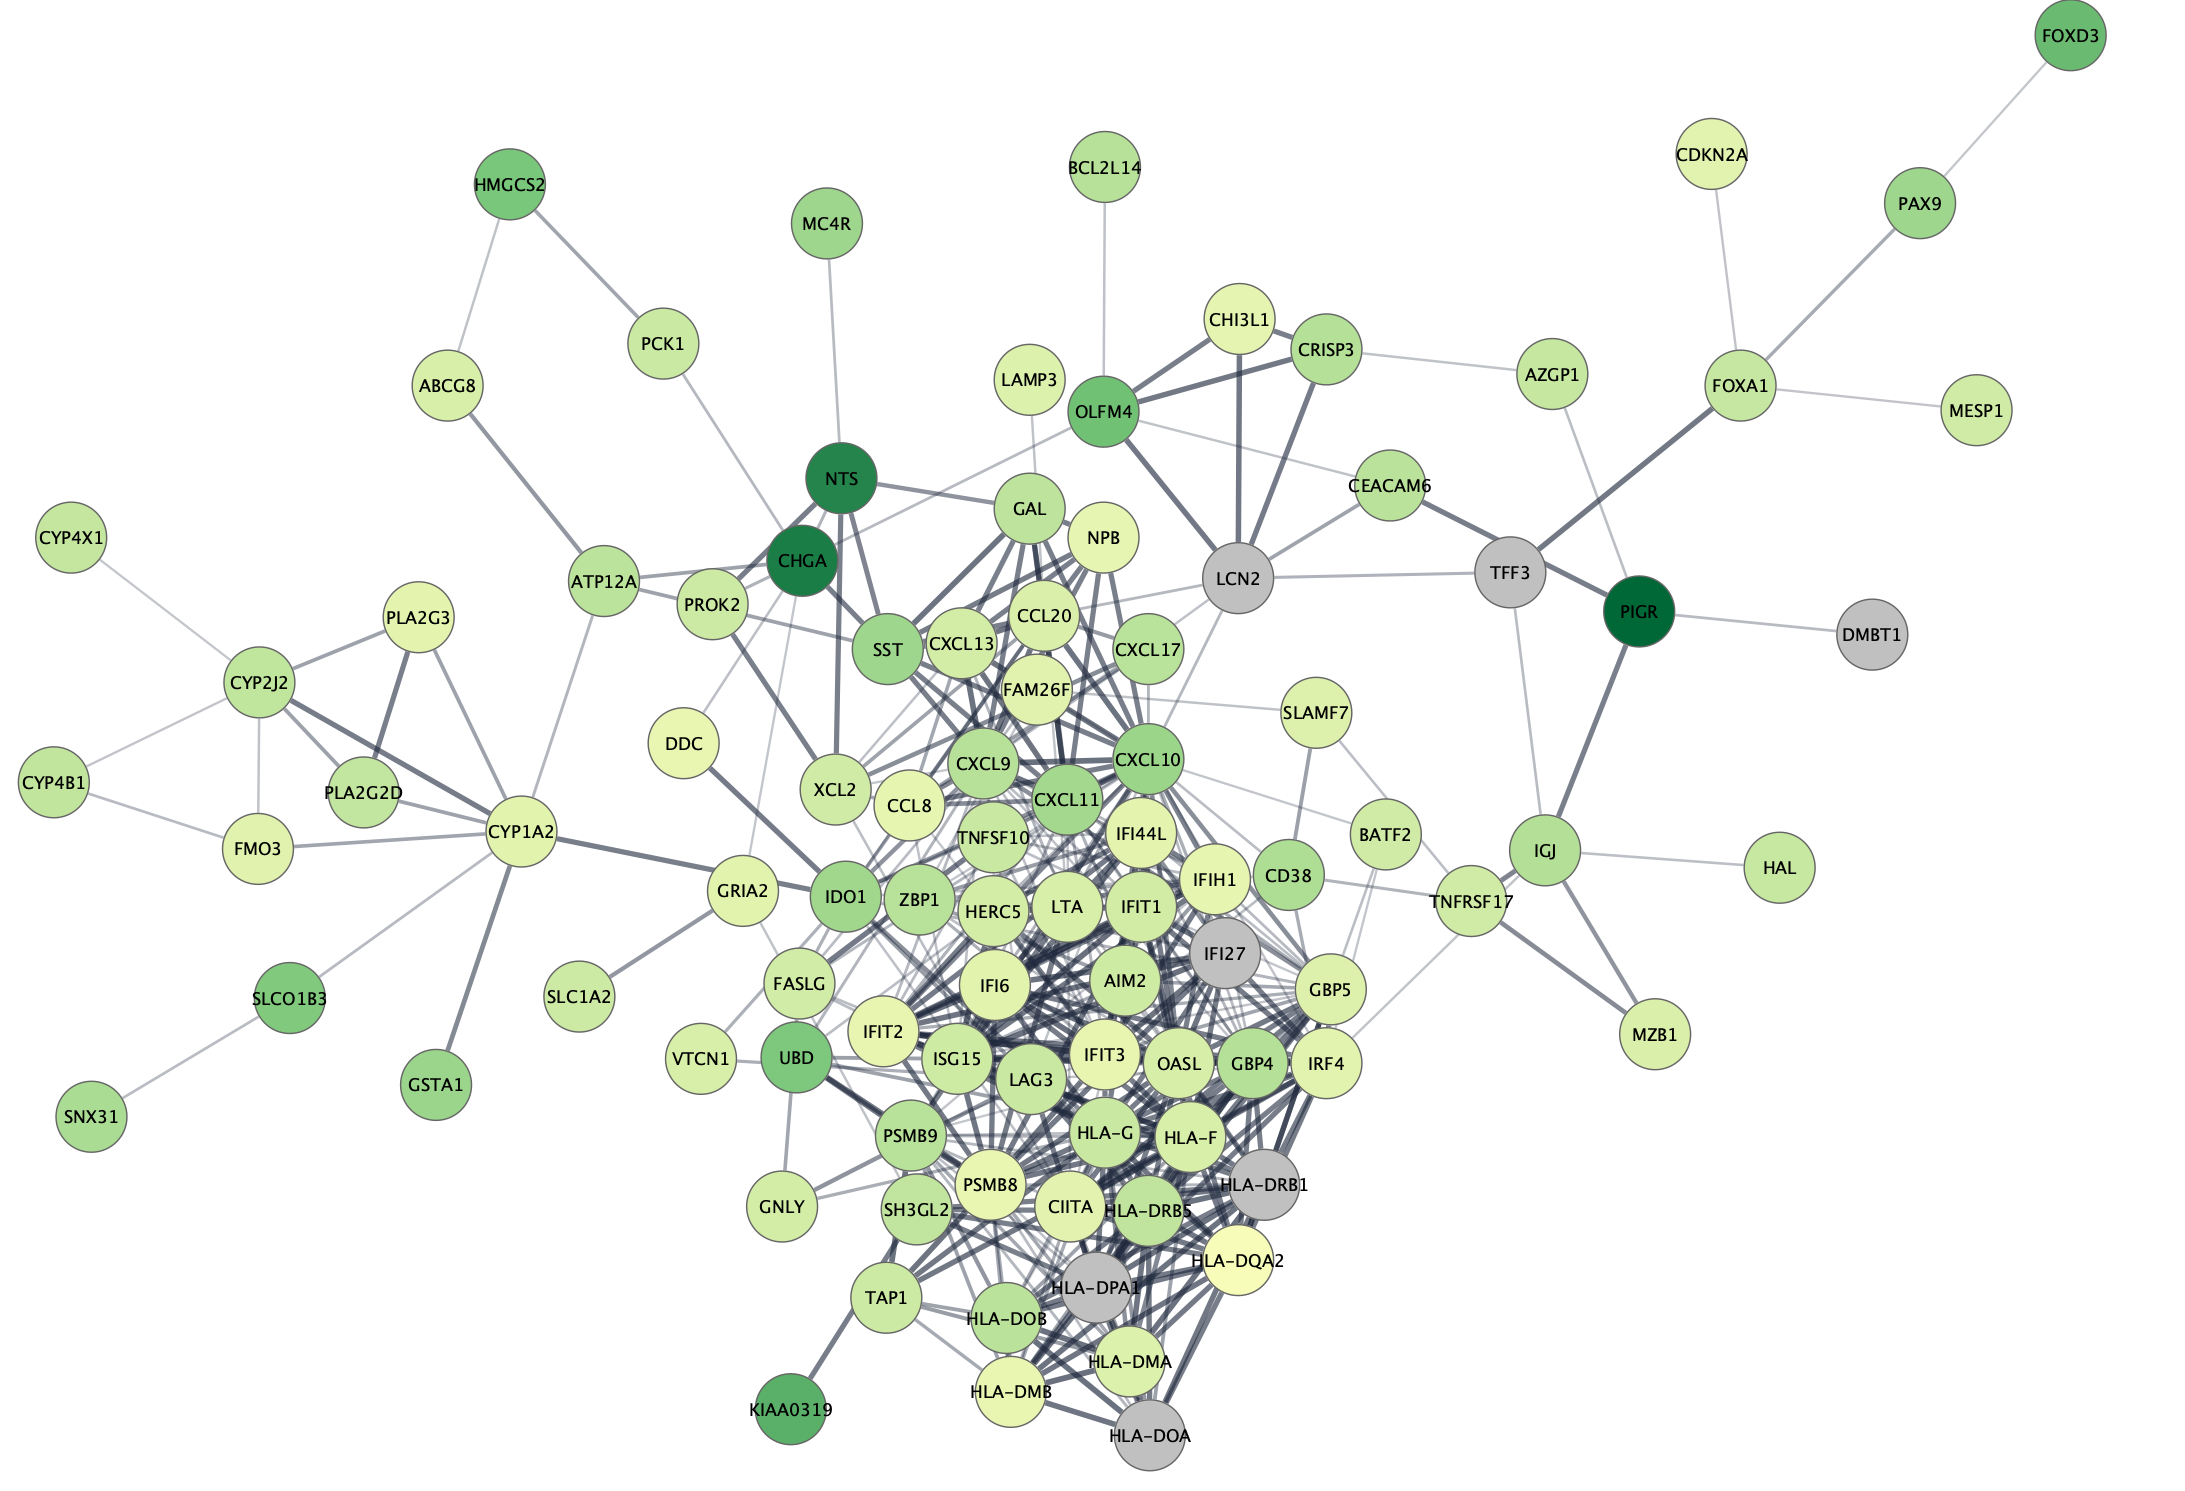 FOXD3
CDKN2A
BCL2L14
HMGCS2
PAX9
MC4R
CHI3L1
PCK1
CRISP3
AZGP1
LAMP3
ABCG8
FOXA1
MESP1
OLFM4
NTS
CEACAM6
GAL
CYP4X1
NPB
CHGA
TFF3
LCN2
ATP12A
PROK2
PIGR
CCL20
PLA2G3
DMBT1
CXCL13
SST
CXCL17
CYP2J2
FAM26F
SLAMF7
DDC
CXCL10
CXCL9
CYP4B1
XCL2
PLA2G2D
CXCL11
CCL8
CYP1A2
IFI44L
BATF2
TNFSF10
FMO3
IGJ
HAL
CD38
IFIH1
GRIA2
IDO1
ZBP1
TNFRSF17
LTA
IFIT1
HERC5
IFI27
AIM2
FASLG
IFI6
GBP5
SLC1A2
SLCO1B3
IFIT2
MZB1
IFIT3
UBD
VTCN1
ISG15
OASL
GBP4
IRF4
LAG3
GSTA1
SNX31
HLA-G
PSMB9
HLA-F
PSMB8
HLA-DRB1
GNLY
CIITA
SH3GL2
HLA-DRB5
HLA-DQA2
HLA-DPA1
TAP1
HLA-DOB
HLA-DMA
HLA-DMB
KIAA0319
HLA-DOA